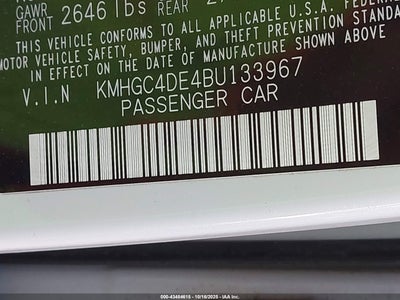 GAWR FRONT 2646 lbs REAR
THIS VEHICLE CONFORMS TO ALL APPLICABLE U.S.A. FEDERAL
MOTOR VEHICLE SAFETY, BUMPER, AND THEFT PREVENTION STAND
IN EFFECT ON THE DATE OF MANUFACTURE SHOWN ABOVE.
V.I.N KMHGC4DE4BU133967
PASSENGER CAR
000-43484615 - 10/16/2025 - IAA Inc.